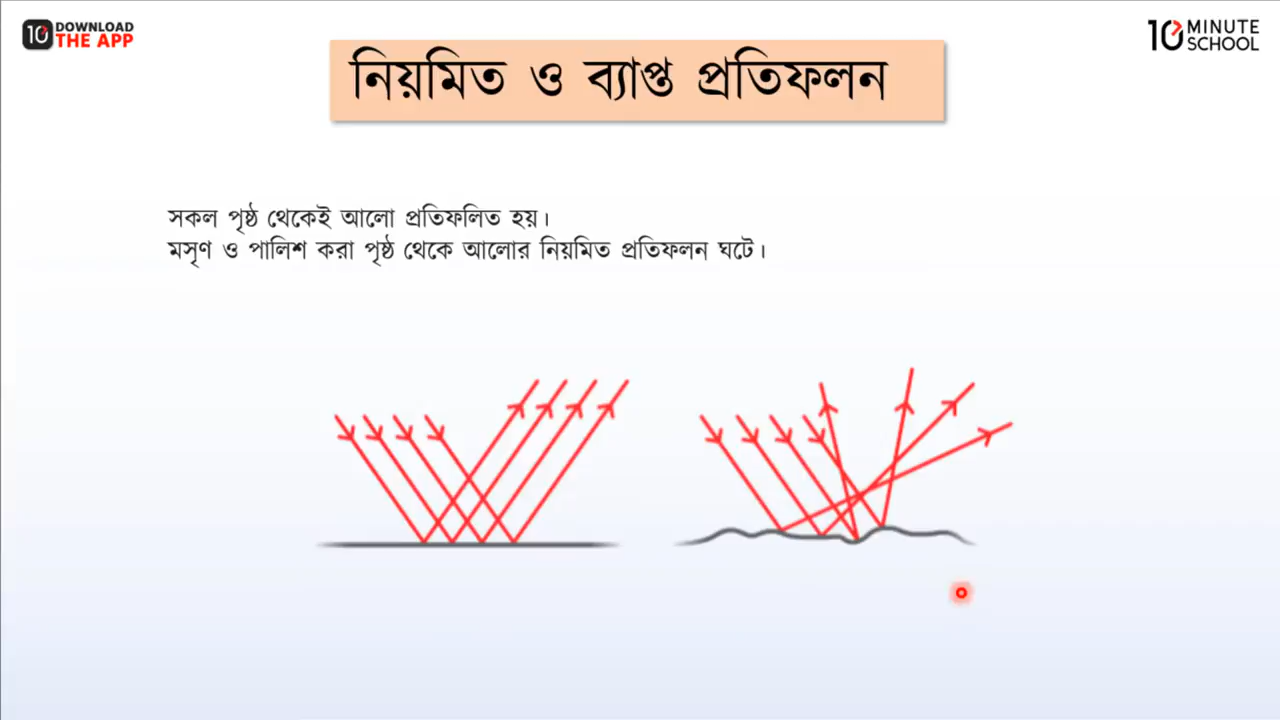 10 DOWNLOAD
THE APP
10 MINUTE
SCHOOL
নিয়মিত ও ব্যাপ্ত প্রতিফলন
সকল পৃষ্ঠ থেকেই আলো প্রতিফলিত হয়।
মসৃণ ও পালিশ করা পৃষ্ঠ থেকে আলোর নিয়মিত প্রতিফলন ঘটে।